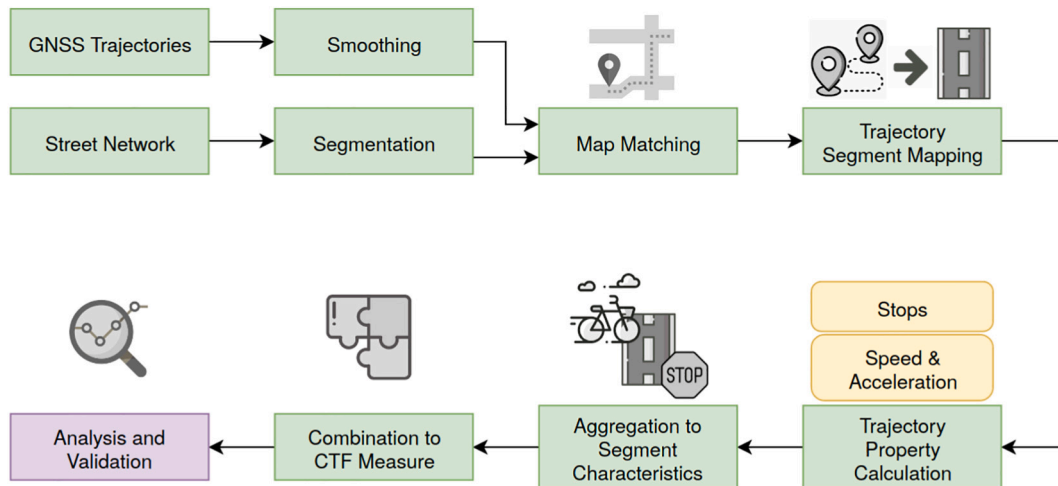 GNSS Trajectories
Smoothing
Street Network
Segmentation
Map Matching
Trajectory
Segment Mapping
Stops
Speed &
Acceleration
Trajectory
Property
Calculation
STOP
Aggregation to
Segment
Characteristics
Combination to
CTF Measure
Analysis and
Validation